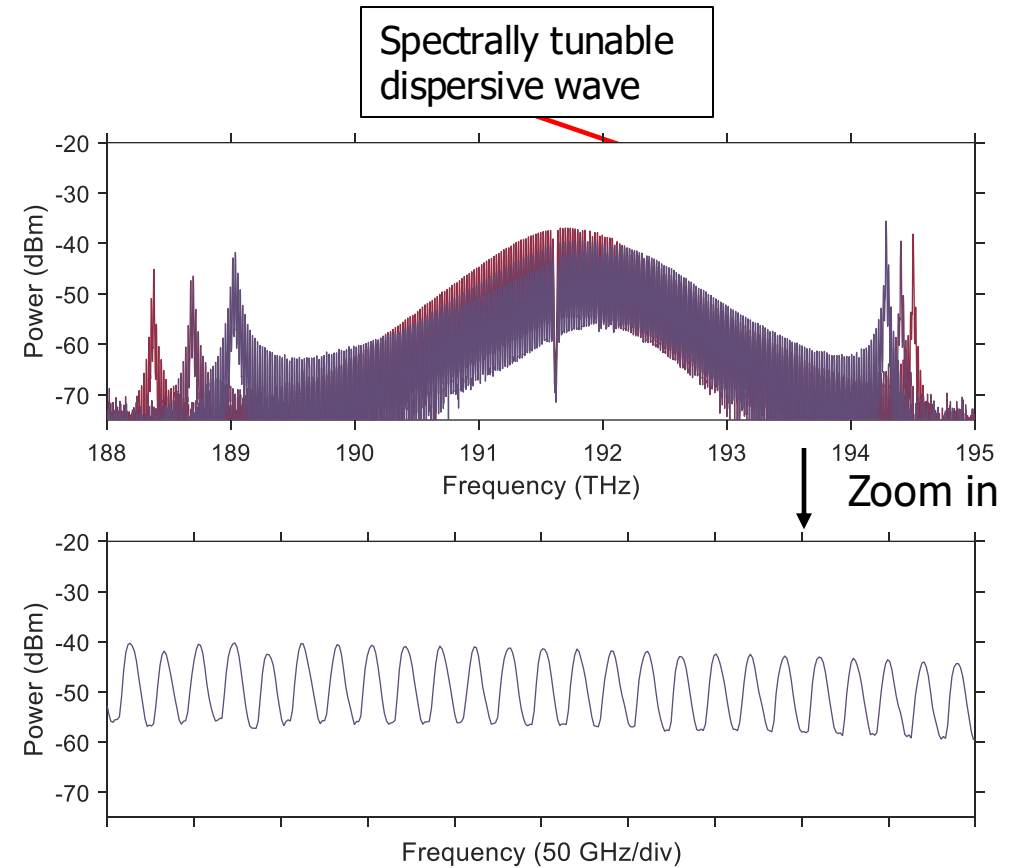 Spectrally tunable
dispersive wave
-20
-30
-40
-50
-60
-70
Power (dBm)
188 189 190 191 192 193 194 195
Frequency (THz)
Zoom in
-20
-30
-40
-50
-60
-70
Power (dBm)
Frequency (50 GHz/div)